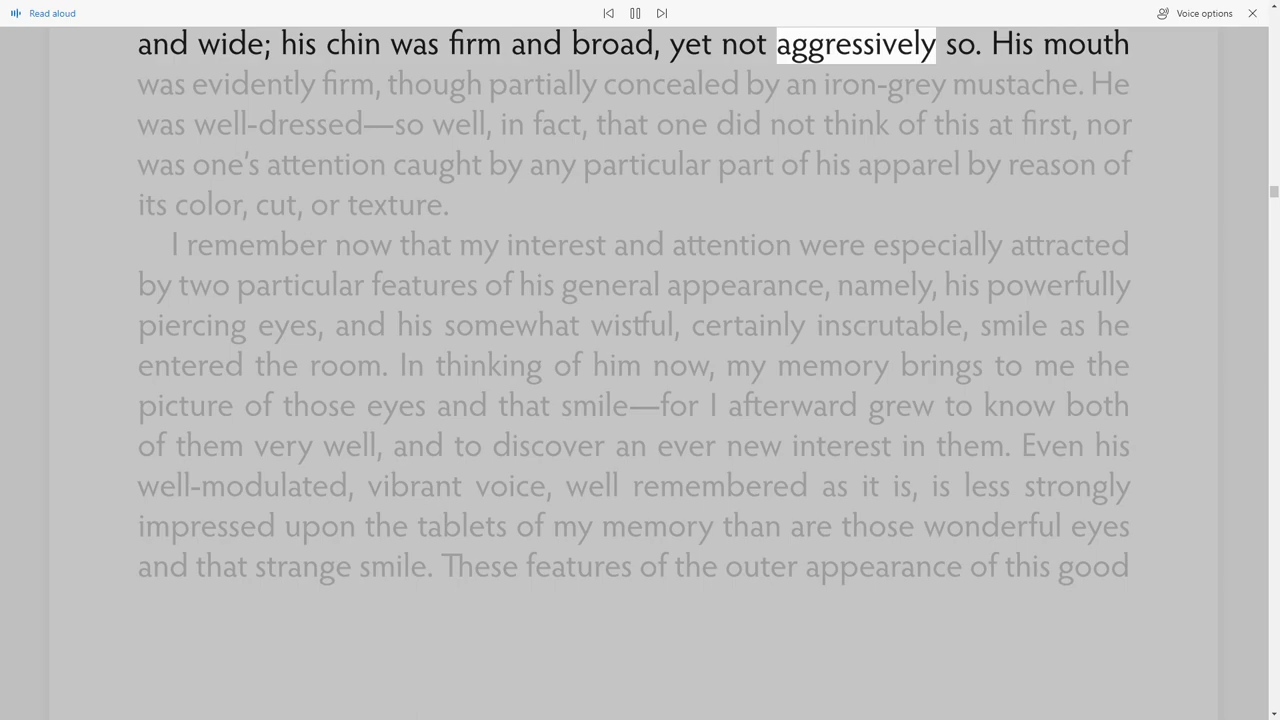 Read aloud
Voice options
and wide; his chin was firm and broad, yet not aggressively so. His mouth
was evidently firm, though partially concealed by an iron-grey mustache. He
was well-dressed—so well, in fact, that one did not think of this at first, nor
was one’s attention caught by any particular part of his apparel by reason of
its color, cut, or texture.
I remember now that my interest and attention were especially attracted
by two particular features of his general appearance, namely, his powerfully
piercing eyes, and his somewhat wistful, certainly inscrutable, smile as he
entered the room. In thinking of him now, my memory brings to me the
picture of those eyes and that smile—for I afterward grew to know both
of them very well, and to discover an ever new interest in them. Even his
well-modulated, vibrant voice, well remembered as it is, is less strongly
impressed upon the tablets of my memory than are those wonderful eyes
and that strange smile. These features of the outer appearance of this good